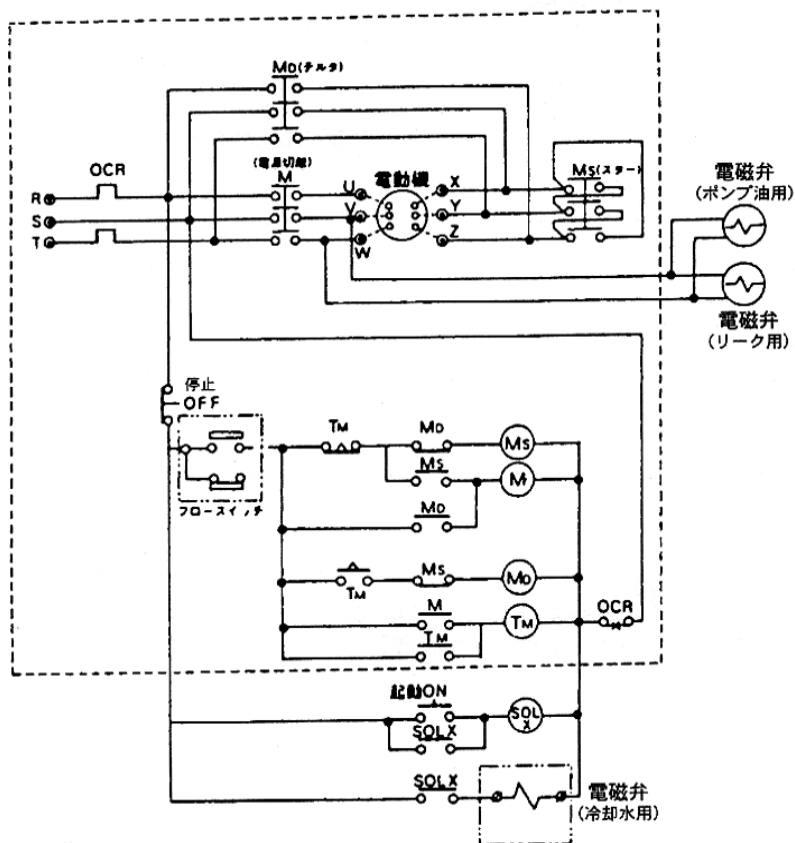 MD(デルタ)
OCR
(電源切離)
M
電動機
MS(スター)
R
S
T
U
V
W
X
Y
Z
電磁弁
(ポンプ油用)
電磁弁
(リーク用)
停止
OFF
フロースイッチ
TM
MD
MS
MS
M
MD
TM
MS
MD
M
TM
TM
OCR
起動ON
SOLX
SOL
X
SOLX
電磁弁
(冷却水用)